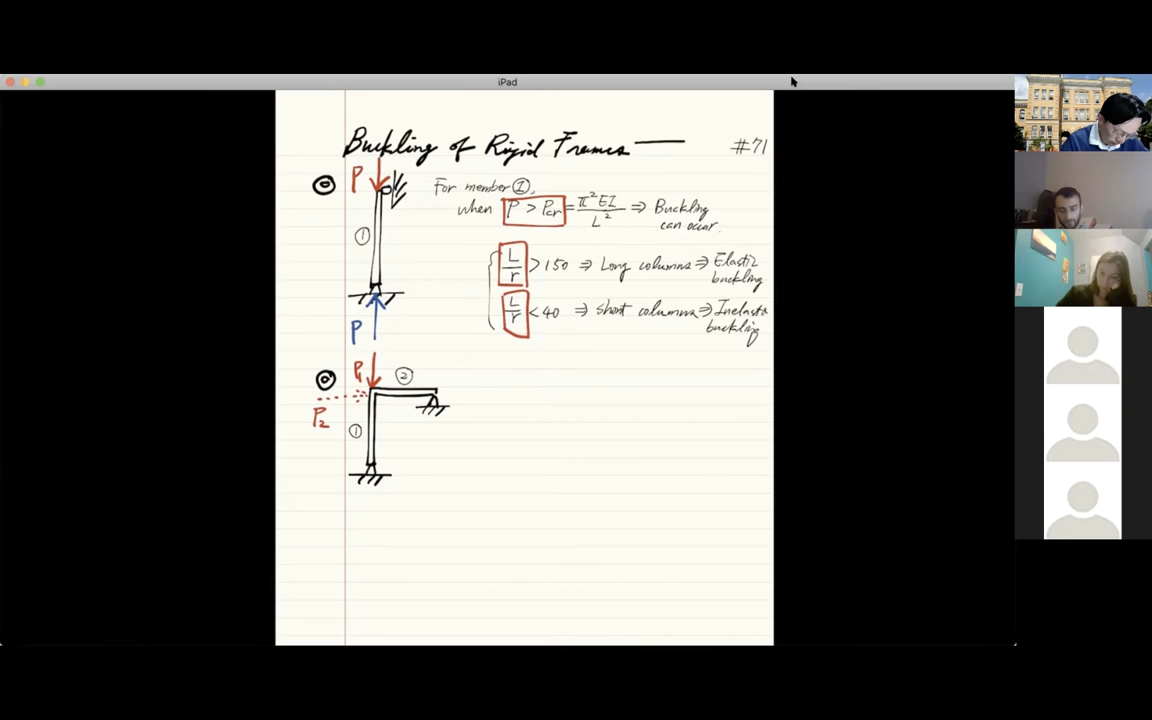 iPad
Buckling of Rigid Frames
#71
P
For member ①,
when P > Pcr = π²EI / L² ⇒ Buckling can occur.
①
L/r > 150 ⇒ Long columns ⇒ Elastic buckling
L/r < 40 ⇒ Short columns ⇒ Inelastic buckling
P
P₁
②
P₂
①